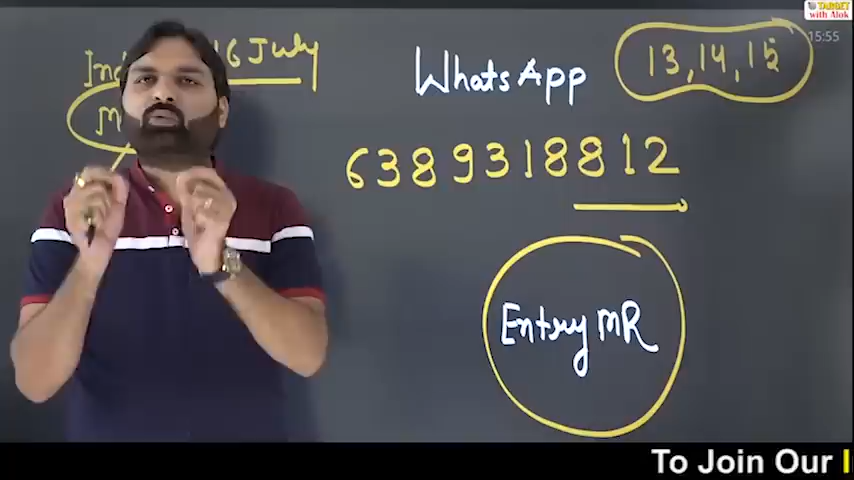 TARGET
with Alok
15:55
16 July
WhatsApp
13, 14, 15
6389318812
Entry MR
To Join Our